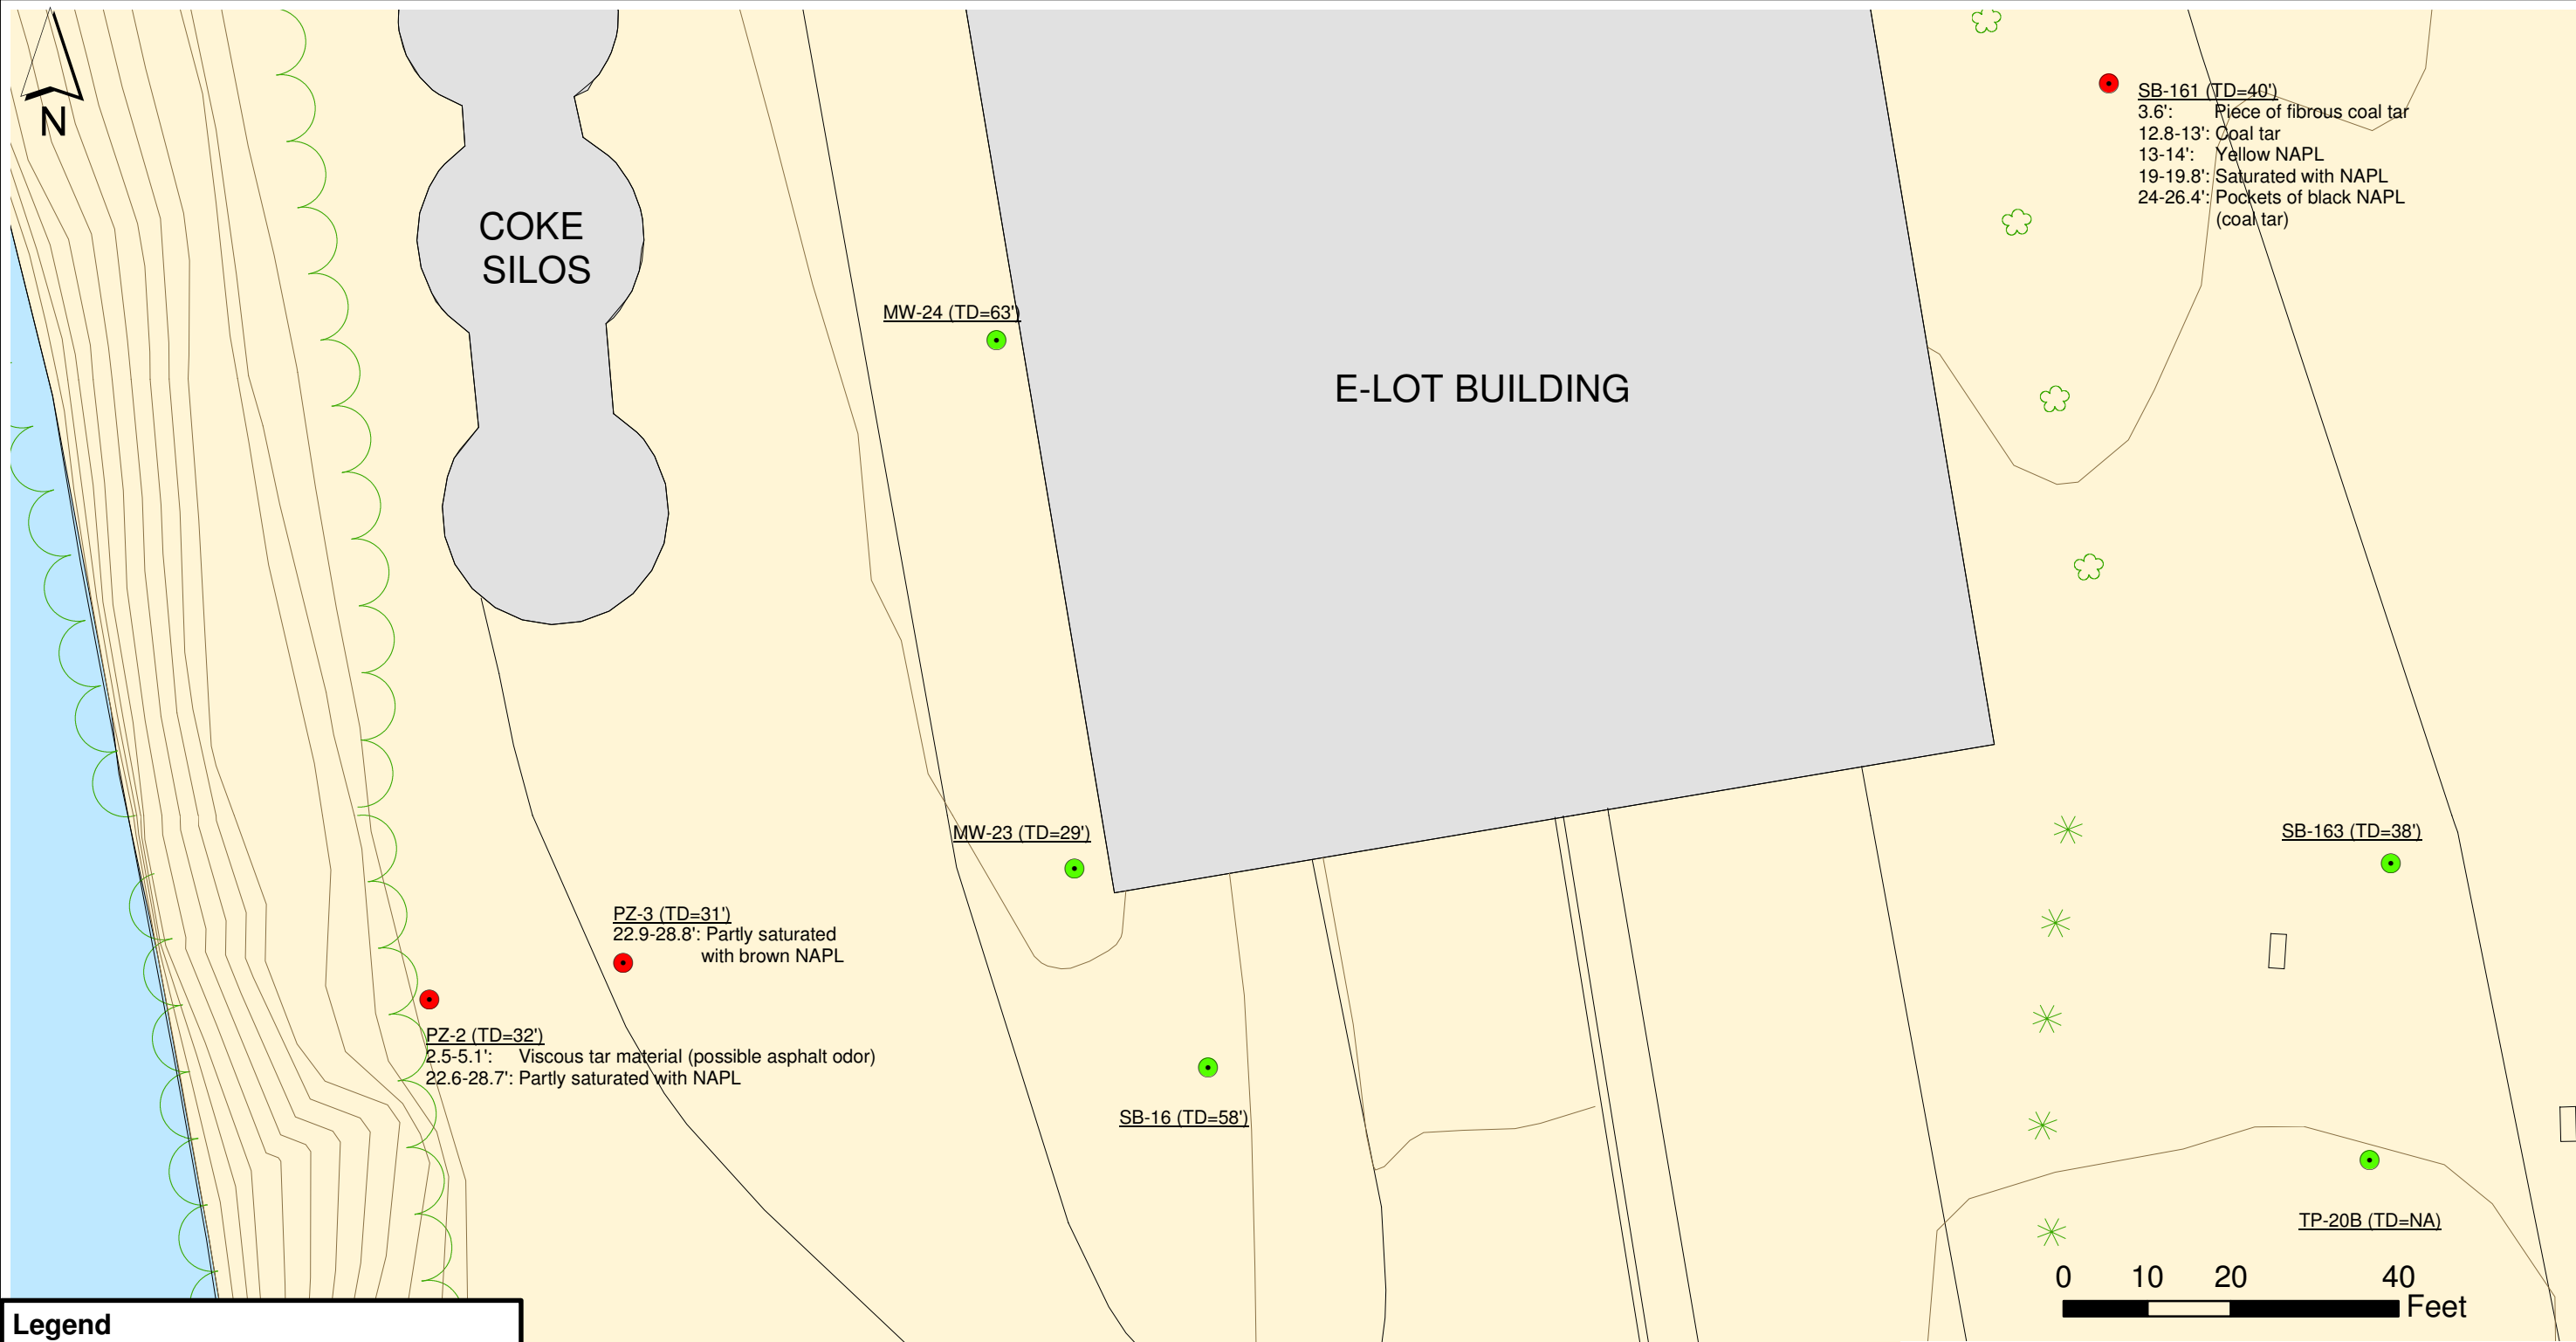 N
COKE
SILOS
E-LOT BUILDING
SB-161 (TD=40')
3.6': Piece of fibrous coal tar
12.8-13': Coal tar
13-14': Yellow NAPL
19-19.8': Saturated with NAPL
24-26.4': Pockets of black NAPL
(coal tar)
MW-24 (TD=63')
MW-23 (TD=29')
SB-163 (TD=38')
PZ-3 (TD=31')
22.9-28.8': Partly saturated
with brown NAPL
PZ-2 (TD=32')
2.5-5.1': Viscous tar material (possible asphalt odor)
22.6-28.7': Partly saturated with NAPL
SB-16 (TD=58')
TP-20B (TD=NA)
0 10 20 40
Feet
Legend